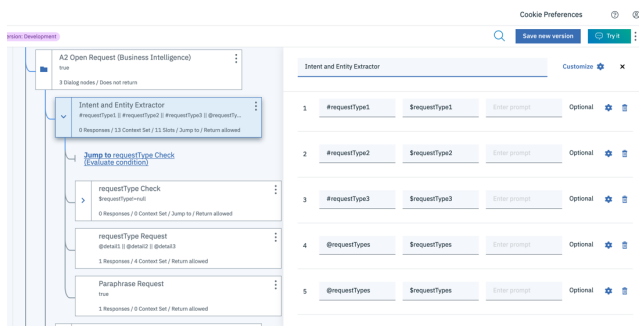 Cookie Preferences
ersion: Development
Save new version
Try it
A2 Open Request (Business Intelligence)
true
3 Dialog nodes / Does not return
Intent and Entity Extractor
#requestType1 || #requestType2 || #requestType3 || @requestTy...
0 Responses / 13 Context Set / 11 Slots / Jump to / Return allowed
Jump to requestType Check
(Evaluate condition)
requestType Check
$requestType!=null
0 Responses / 0 Context Set / Jump to / Return allowed
requestType Request
@detail1 || @detail2 || @detail3
1 Responses / 4 Context Set / Return allowed
Paraphrase Request
true
1 Responses / 0 Context Set / Return allowed
Intent and Entity Extractor
Customize
1 #requestType1 $requestType1 Enter prompt Optional
2 #requestType2 $requestType2 Enter prompt Optional
3 #requestType3 $requestType3 Enter prompt Optional
4 @requestTypes $requestTypes Enter prompt Optional
5 @requestTypes $requestTypes Enter prompt Optional